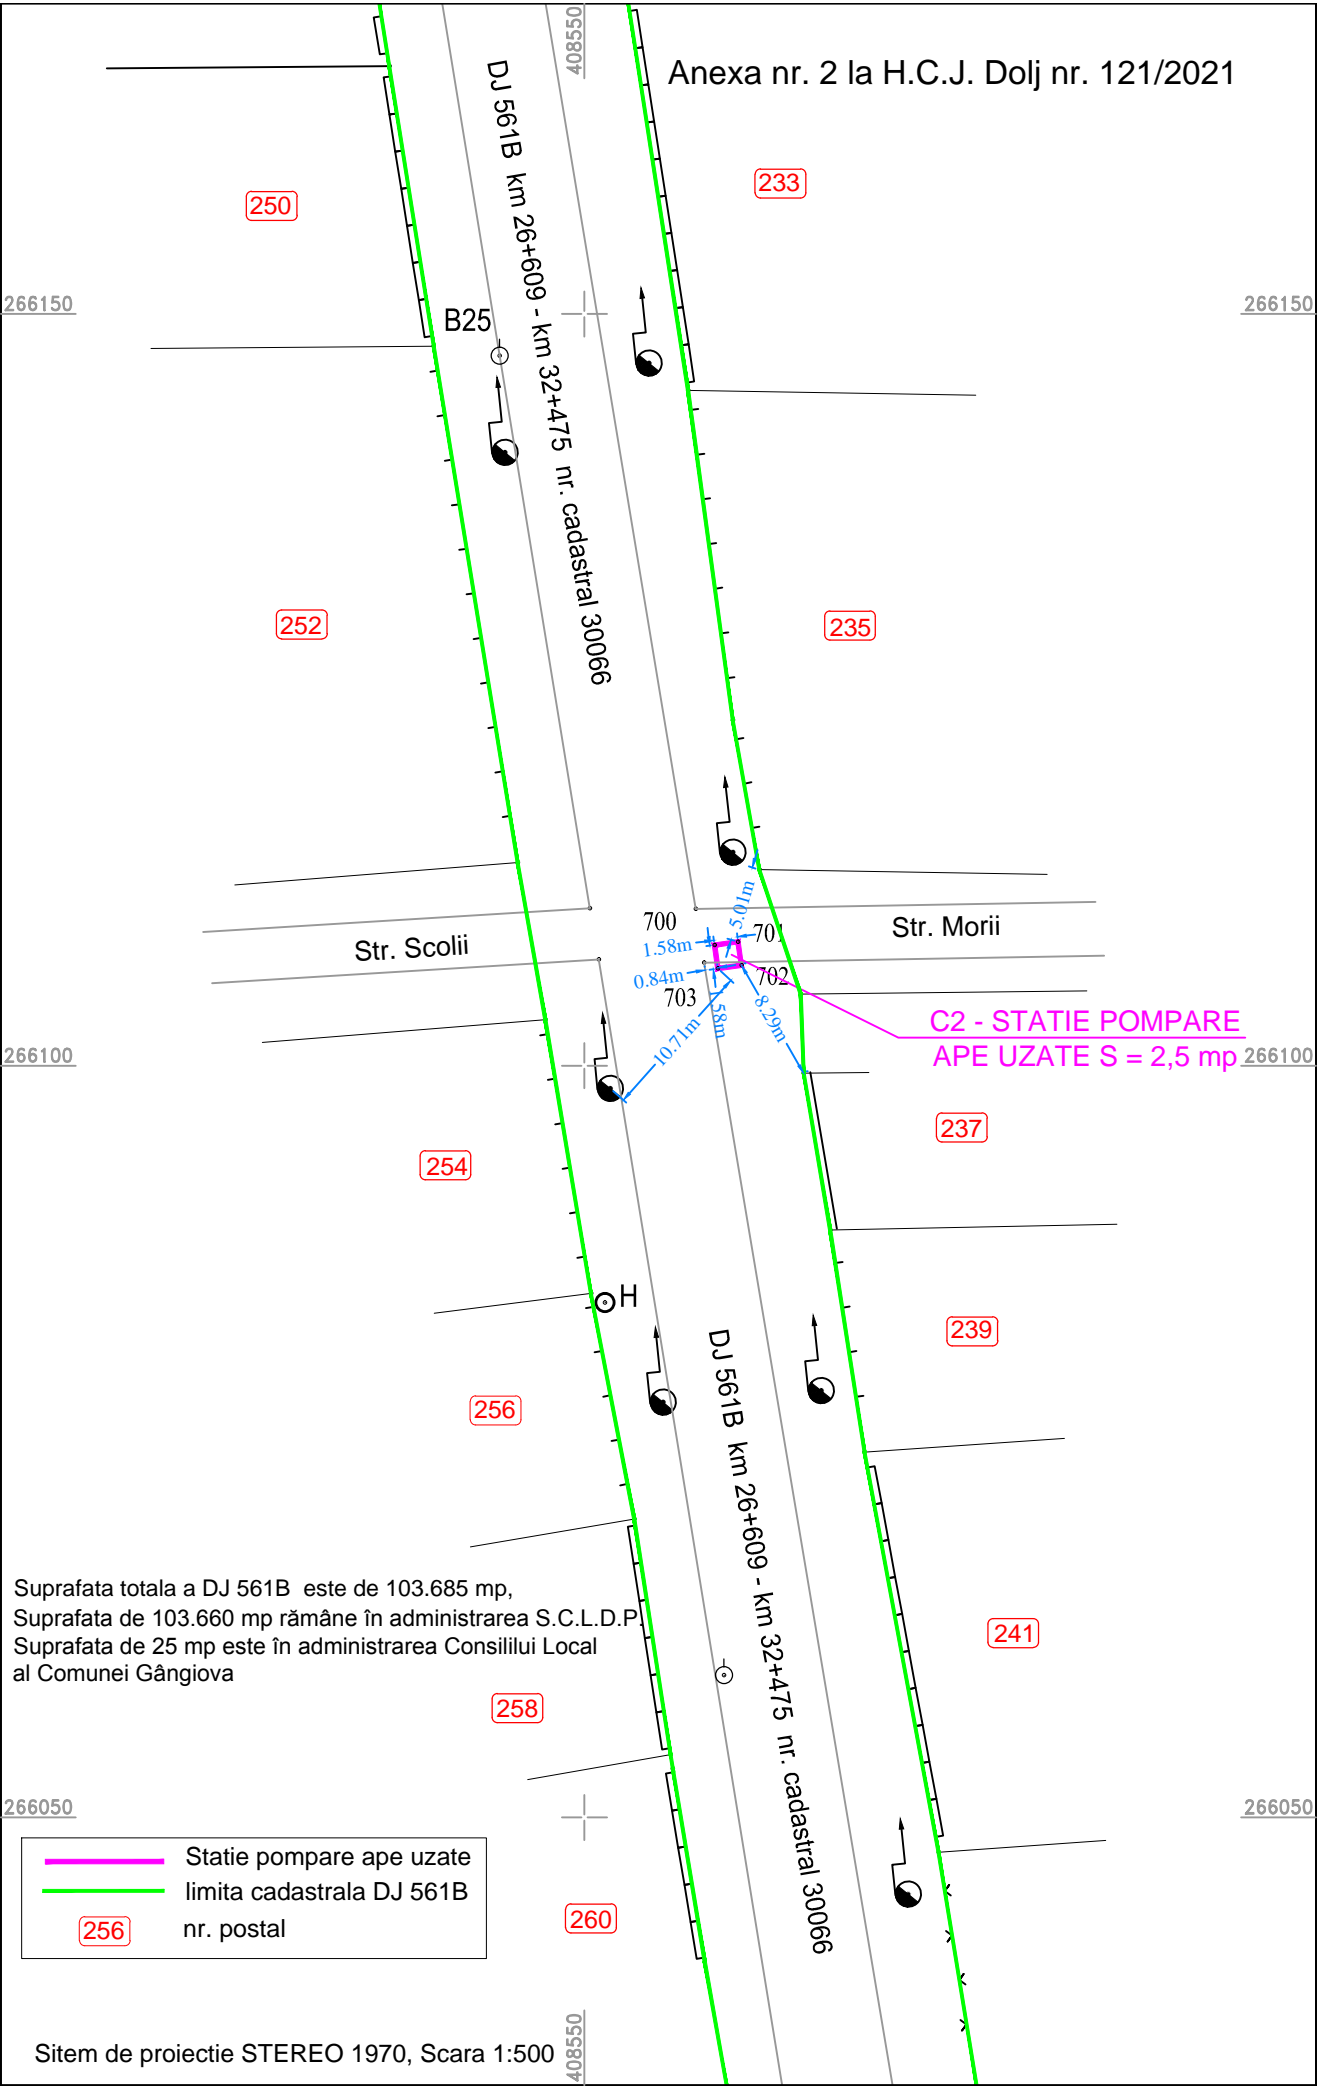 408550
Anexa nr. 2 la H.C.J. Dolj nr. 121/2021
DJ 561B km 26+609 - km 32+475 nr. cadastral 30066
233
250
266150
266150
B25
252
235
700
5.01m
701
Str. Morii
Str. Scolii
1.58m
0.84m
702
703
1.58m
8.29m
10.71m
C2 - STATIE POMPARE
APE UZATE S = 2,5 mp
266100
266100
237
254
H
239
256
DJ 561B km 26+609 - km 32+475 nr. cadastral 30066
Suprafata totala a DJ 561B este de 103.685 mp,
Suprafata de 103.660 mp rămâne în administrarea S.C.L.D.P.
Suprafata de 25 mp este în administrarea Consililui Local
al Comunei Gângiova
241
258
266050
266050
Statie pompare ape uzate
limita cadastrala DJ 561B
256 nr. postal
260
408550
Sitem de proiectie STEREO 1970, Scara 1:500